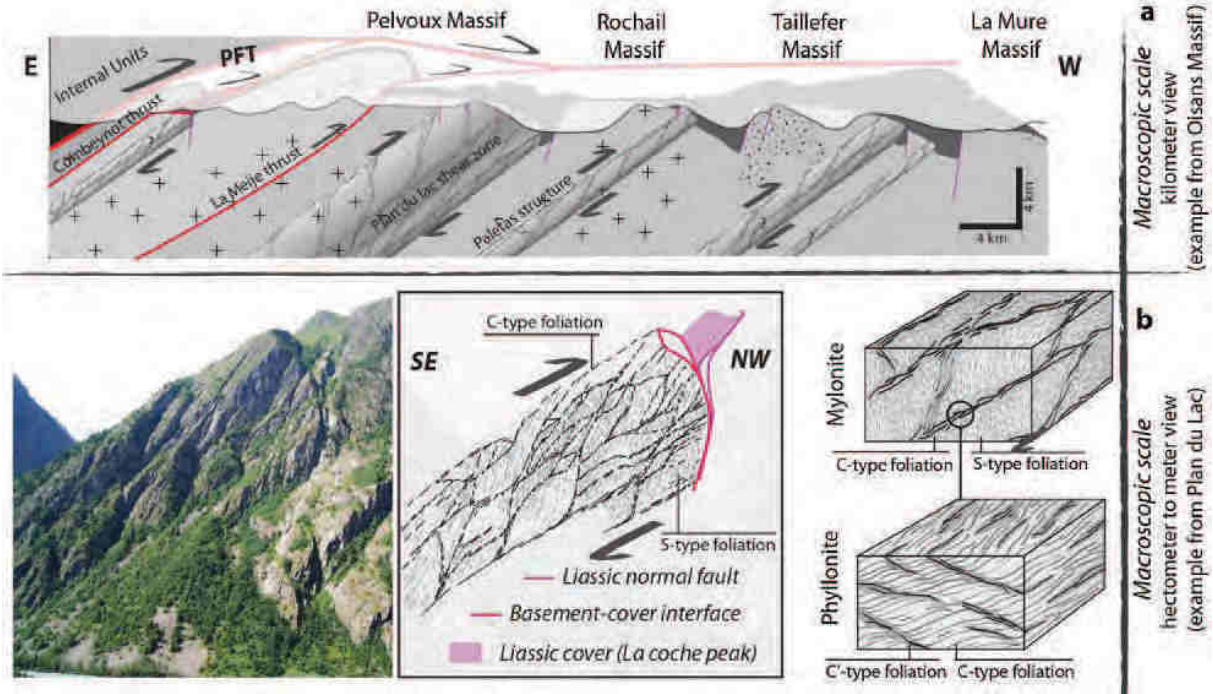 Pelvoux Massif
Rochail
Massif
Taillefer
Massif
La Mure
Massif
a
E
W
PFT
Internal Units
Combeynot thrust
La Meije thrust
Plan du lac shear zone
Paletas structure
4 km
4 km
Macroscopic scale
kilometer view
(example from Olsans Massif)
C-type foliation
SE
NW
S-type foliation
Liassic normal fault
Basement-cover interface
Liassic cover (La coche peak)
b
Mylonite
C-type foliation
S-type foliation
Phyllonite
C'-type foliation
C-type foliation
Macroscopic scale
hectometer to meter view
(example from Plan du Lac)